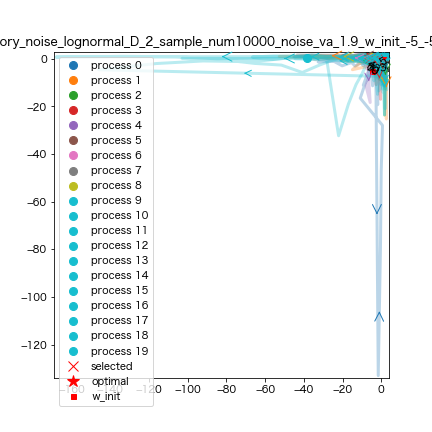 ory_noise_lognormal_D_2_sample_num10000_noise_va_1.9_w_init_-5_-5
0
−20
−40
−60
−80
−100
−120
process 0
process 1
process 2
process 3
process 4
process 5
process 6
process 7
process 8
process 9
process 10
process 11
process 12
process 13
process 14
process 15
process 16
process 17
process 18
process 19
selected
optimal
w_init
−160 −140 −120 −100 −80 −60 −40 −20 0